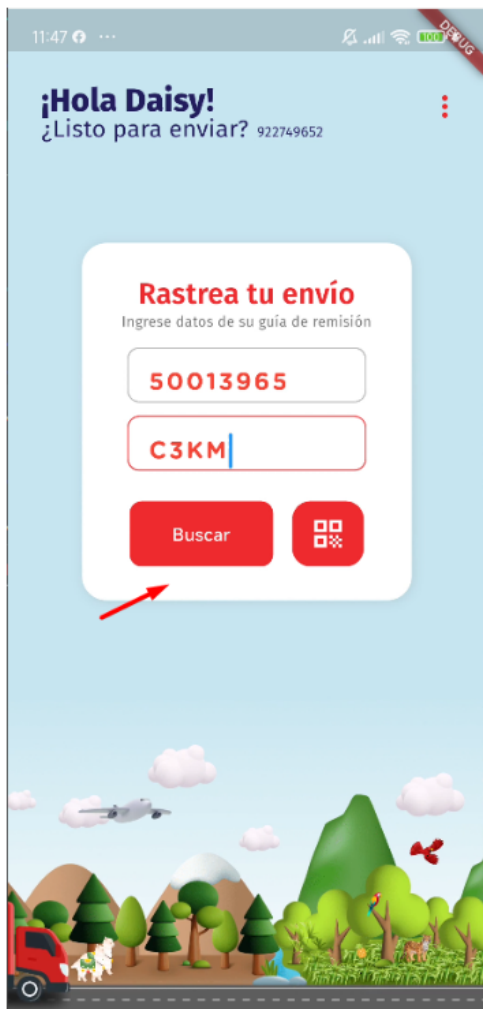 11:47
100
DEBUG
¡Hola Daisy!
¿Listo para enviar? 922749652
Rastrea tu envío
Ingrese datos de su guía de remisión
50013965
C3KM
Buscar